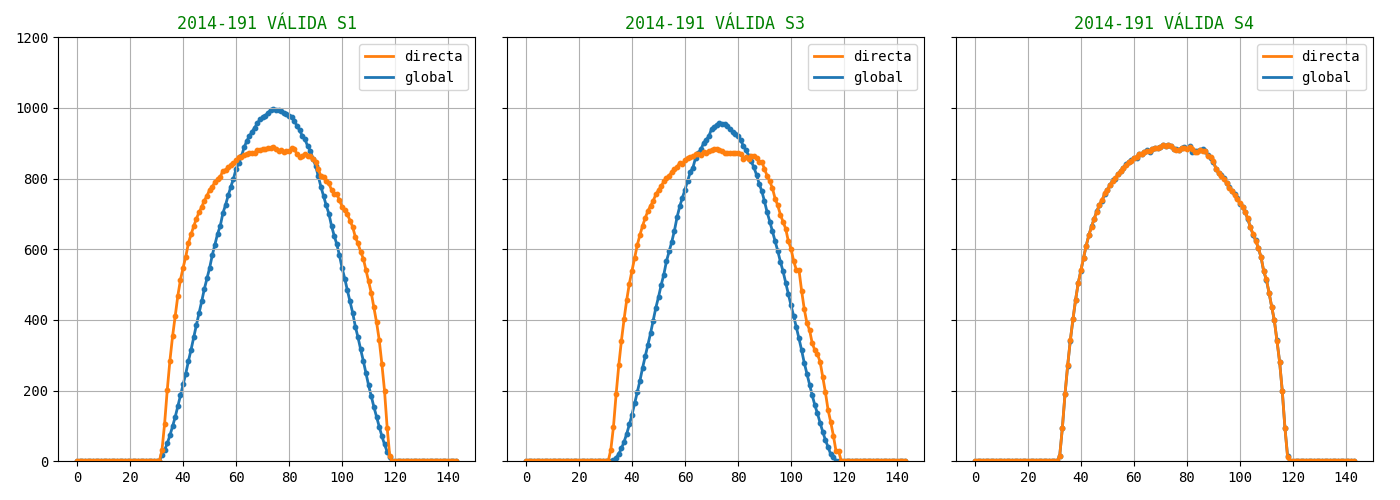 2014-191 VÁLIDA S1
2014-191 VÁLIDA S3
2014-191 VÁLIDA S4
directa
global
directa
global
directa
global
1200
1000
800
600
400
200
0
0 20 40 60 80 100 120 140
0 20 40 60 80 100 120 140
0 20 40 60 80 100 120 140